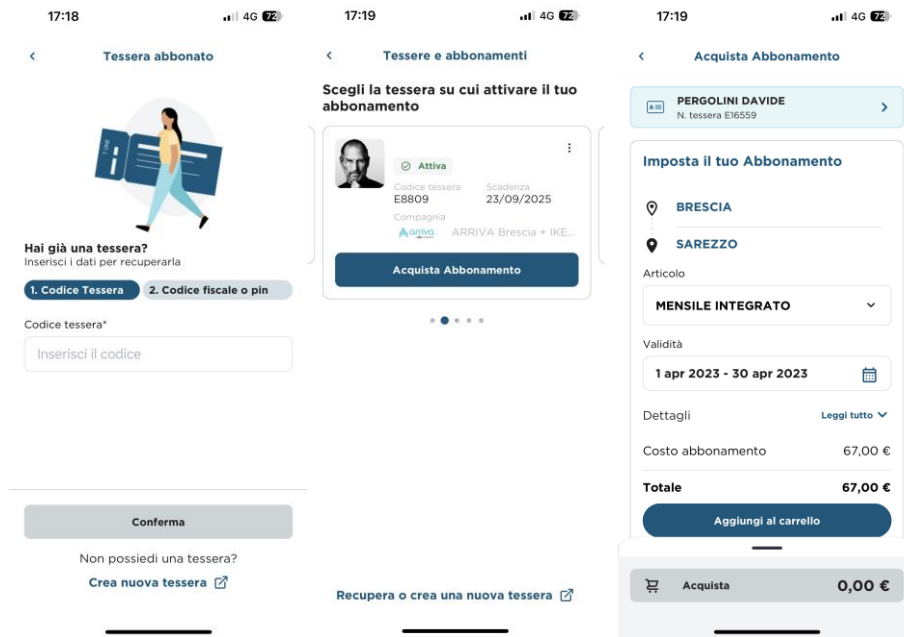 17:18
4G 72
Tessera abbonato
Hai già una tessera?
Inserisci i dati per recuperarla
1. Codice Tessera
2. Codice fiscale o pin
Codice tessera*
Inserisci il codice
Conferma
Non possiedi una tessera?
Crea nuova tessera
17:19
4G 72
Tessere e abbonamenti
Scegli la tessera su cui attivare il tuo
abbonamento
Attiva
Codice tessera
Scadenza
E8809
23/09/2025
Compagnia
arriva
ARRIVA Brescia + IKE...
Acquista Abbonamento
Recupera o crea una nuova tessera
17:19
4G 72
Acquista Abbonamento
PERGOLINI DAVIDE
N. tessera E16559
Imposta il tuo Abbonamento
BRESCIA
SAREZZO
Articolo
MENSILE INTEGRATO
Validità
1 apr 2023 - 30 apr 2023
Dettagli
Leggi tutto
Costo abbonamento
67,00 €
Totale
67,00 €
Aggiungi al carrello
Acquista
0,00 €